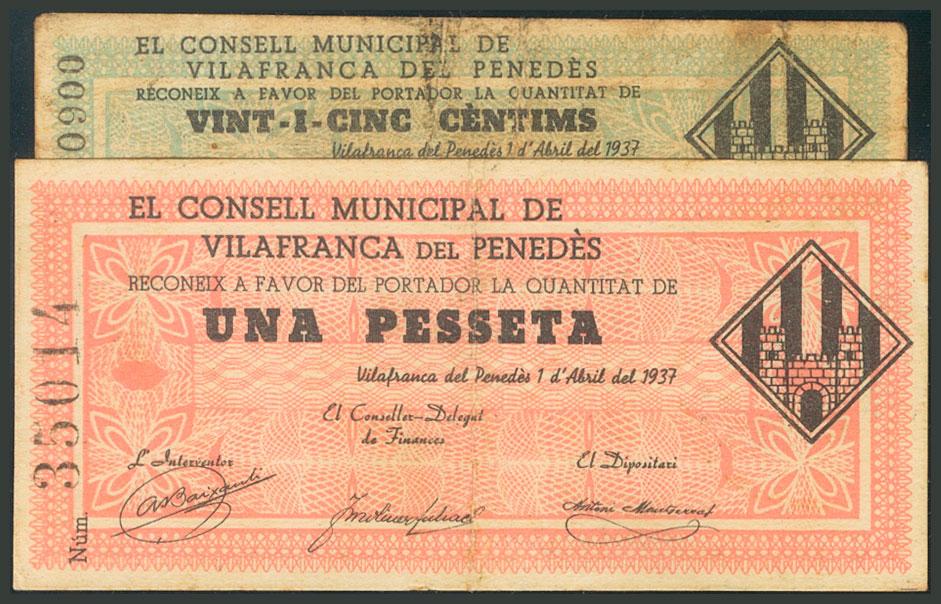 EL CONSELL MUNICIPAL DE
VILAFRANCA DEL PENEDÈS
RECONEIX A FAVOR DEL PORTADOR LA QUANTITAT DE
VINT-I-CINC CÈNTIMS
Vilafranca del Penedès 1 d'Abril del 1937
0900
EL CONSELL MUNICIPAL DE
VILAFRANCA DEL PENEDÈS
RECONEIX A FAVOR DEL PORTADOR LA QUANTITAT DE
UNA PESSETA
Vilafranca del Penedès 1 d'Abril del 1937
El Conseller-Delegat
de Finances
L'Interventor
El Dipositari
Antoni Montserrat
Núm. 35014